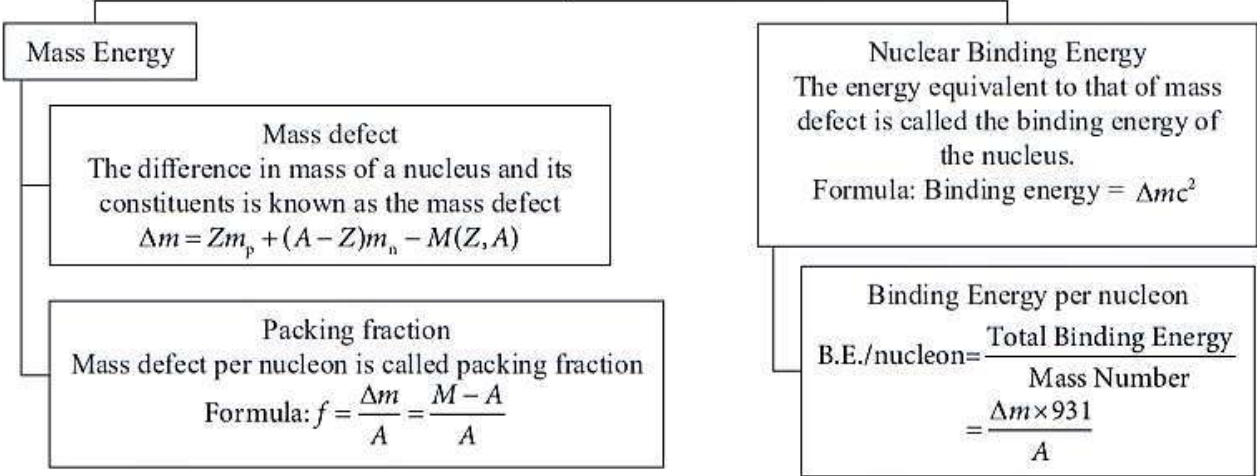 Mass Energy
Mass defect
The difference in mass of a nucleus and its
constituents is known as the mass defect
Δm = Zm_p + (A − Z)m_n − M(Z, A)
Packing fraction
Mass defect per nucleon is called packing fraction
Formula: f = Δm/A = M − A/A
Nuclear Binding Energy
The energy equivalent to that of mass
defect is called the binding energy of
the nucleus.
Formula: Binding energy = Δmc²
Binding Energy per nucleon
B.E./nucleon= Total Binding Energy/Mass Number
= Δm×931/A